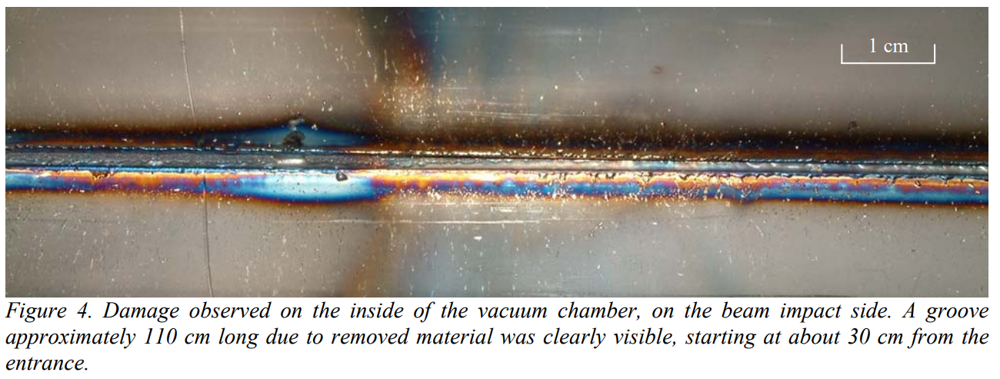 1 cm
Figure 4. Damage observed on the inside of the vacuum chamber, on the beam impact side. A groove
approximately 110 cm long due to removed material was clearly visible, starting at about 30 cm from the
entrance.